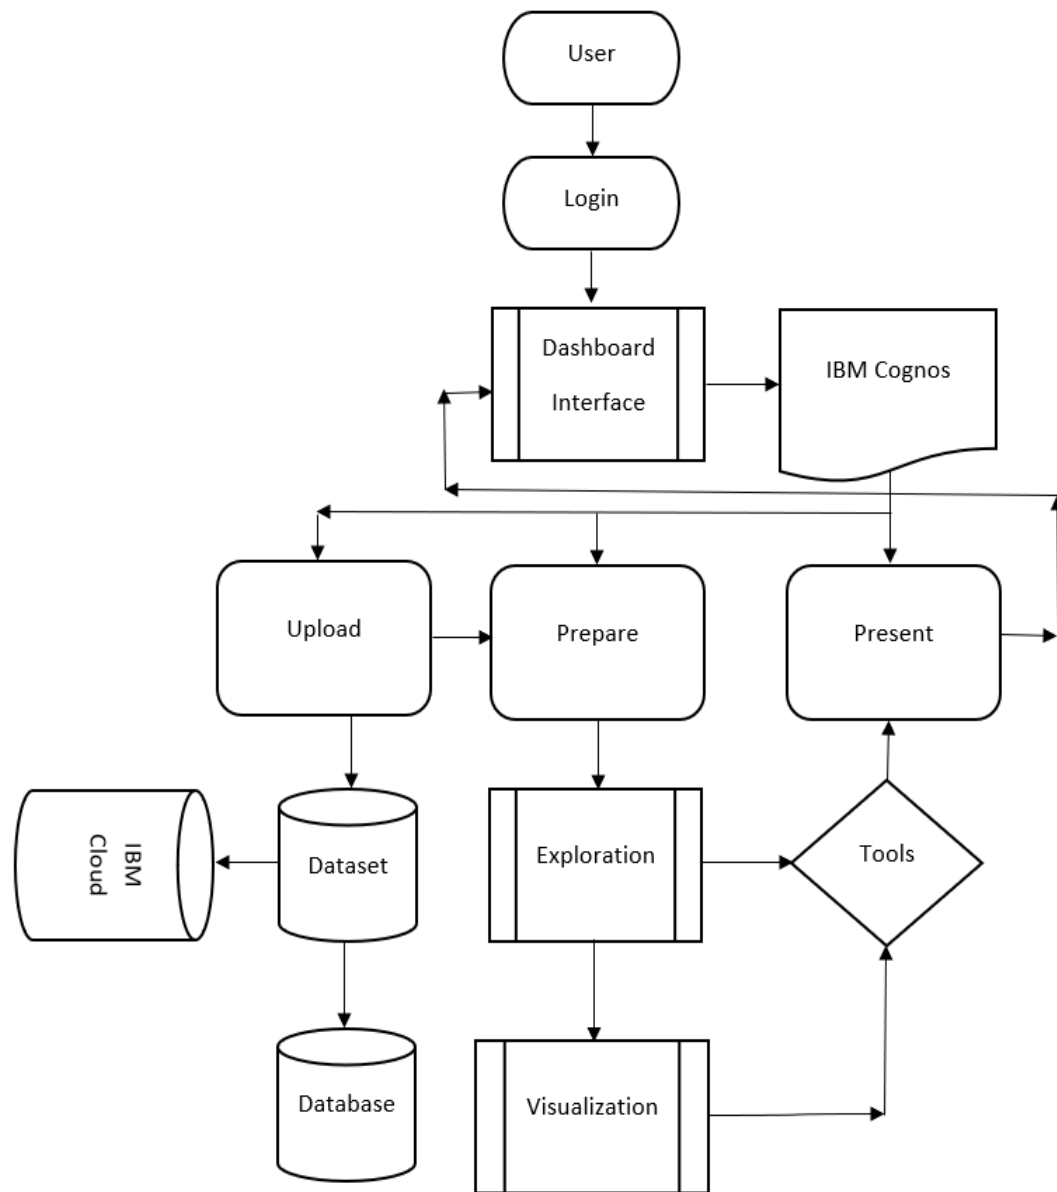 User
Login
Dashboard
Interface
IBM Cognos
Upload
Prepare
Present
IBM
Cloud
Dataset
Exploration
Tools
Database
Visualization